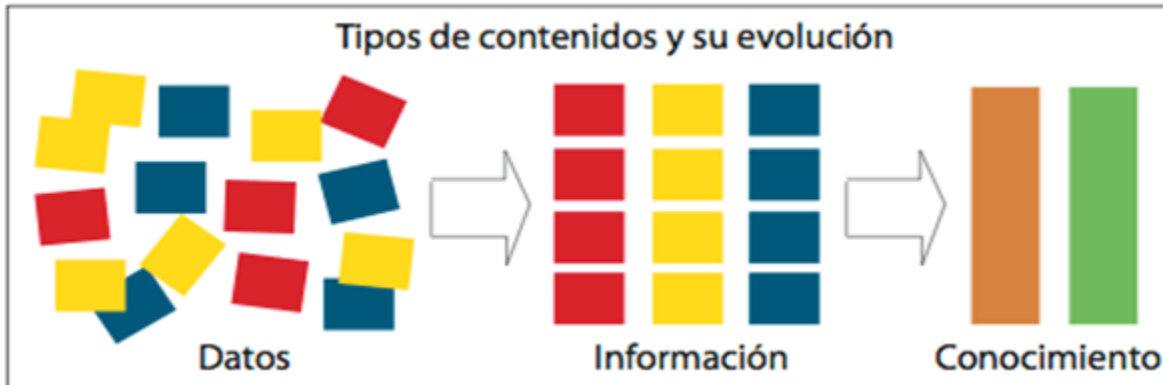 Tipos de contenidos y su evolución
Datos
Información
Conocimiento